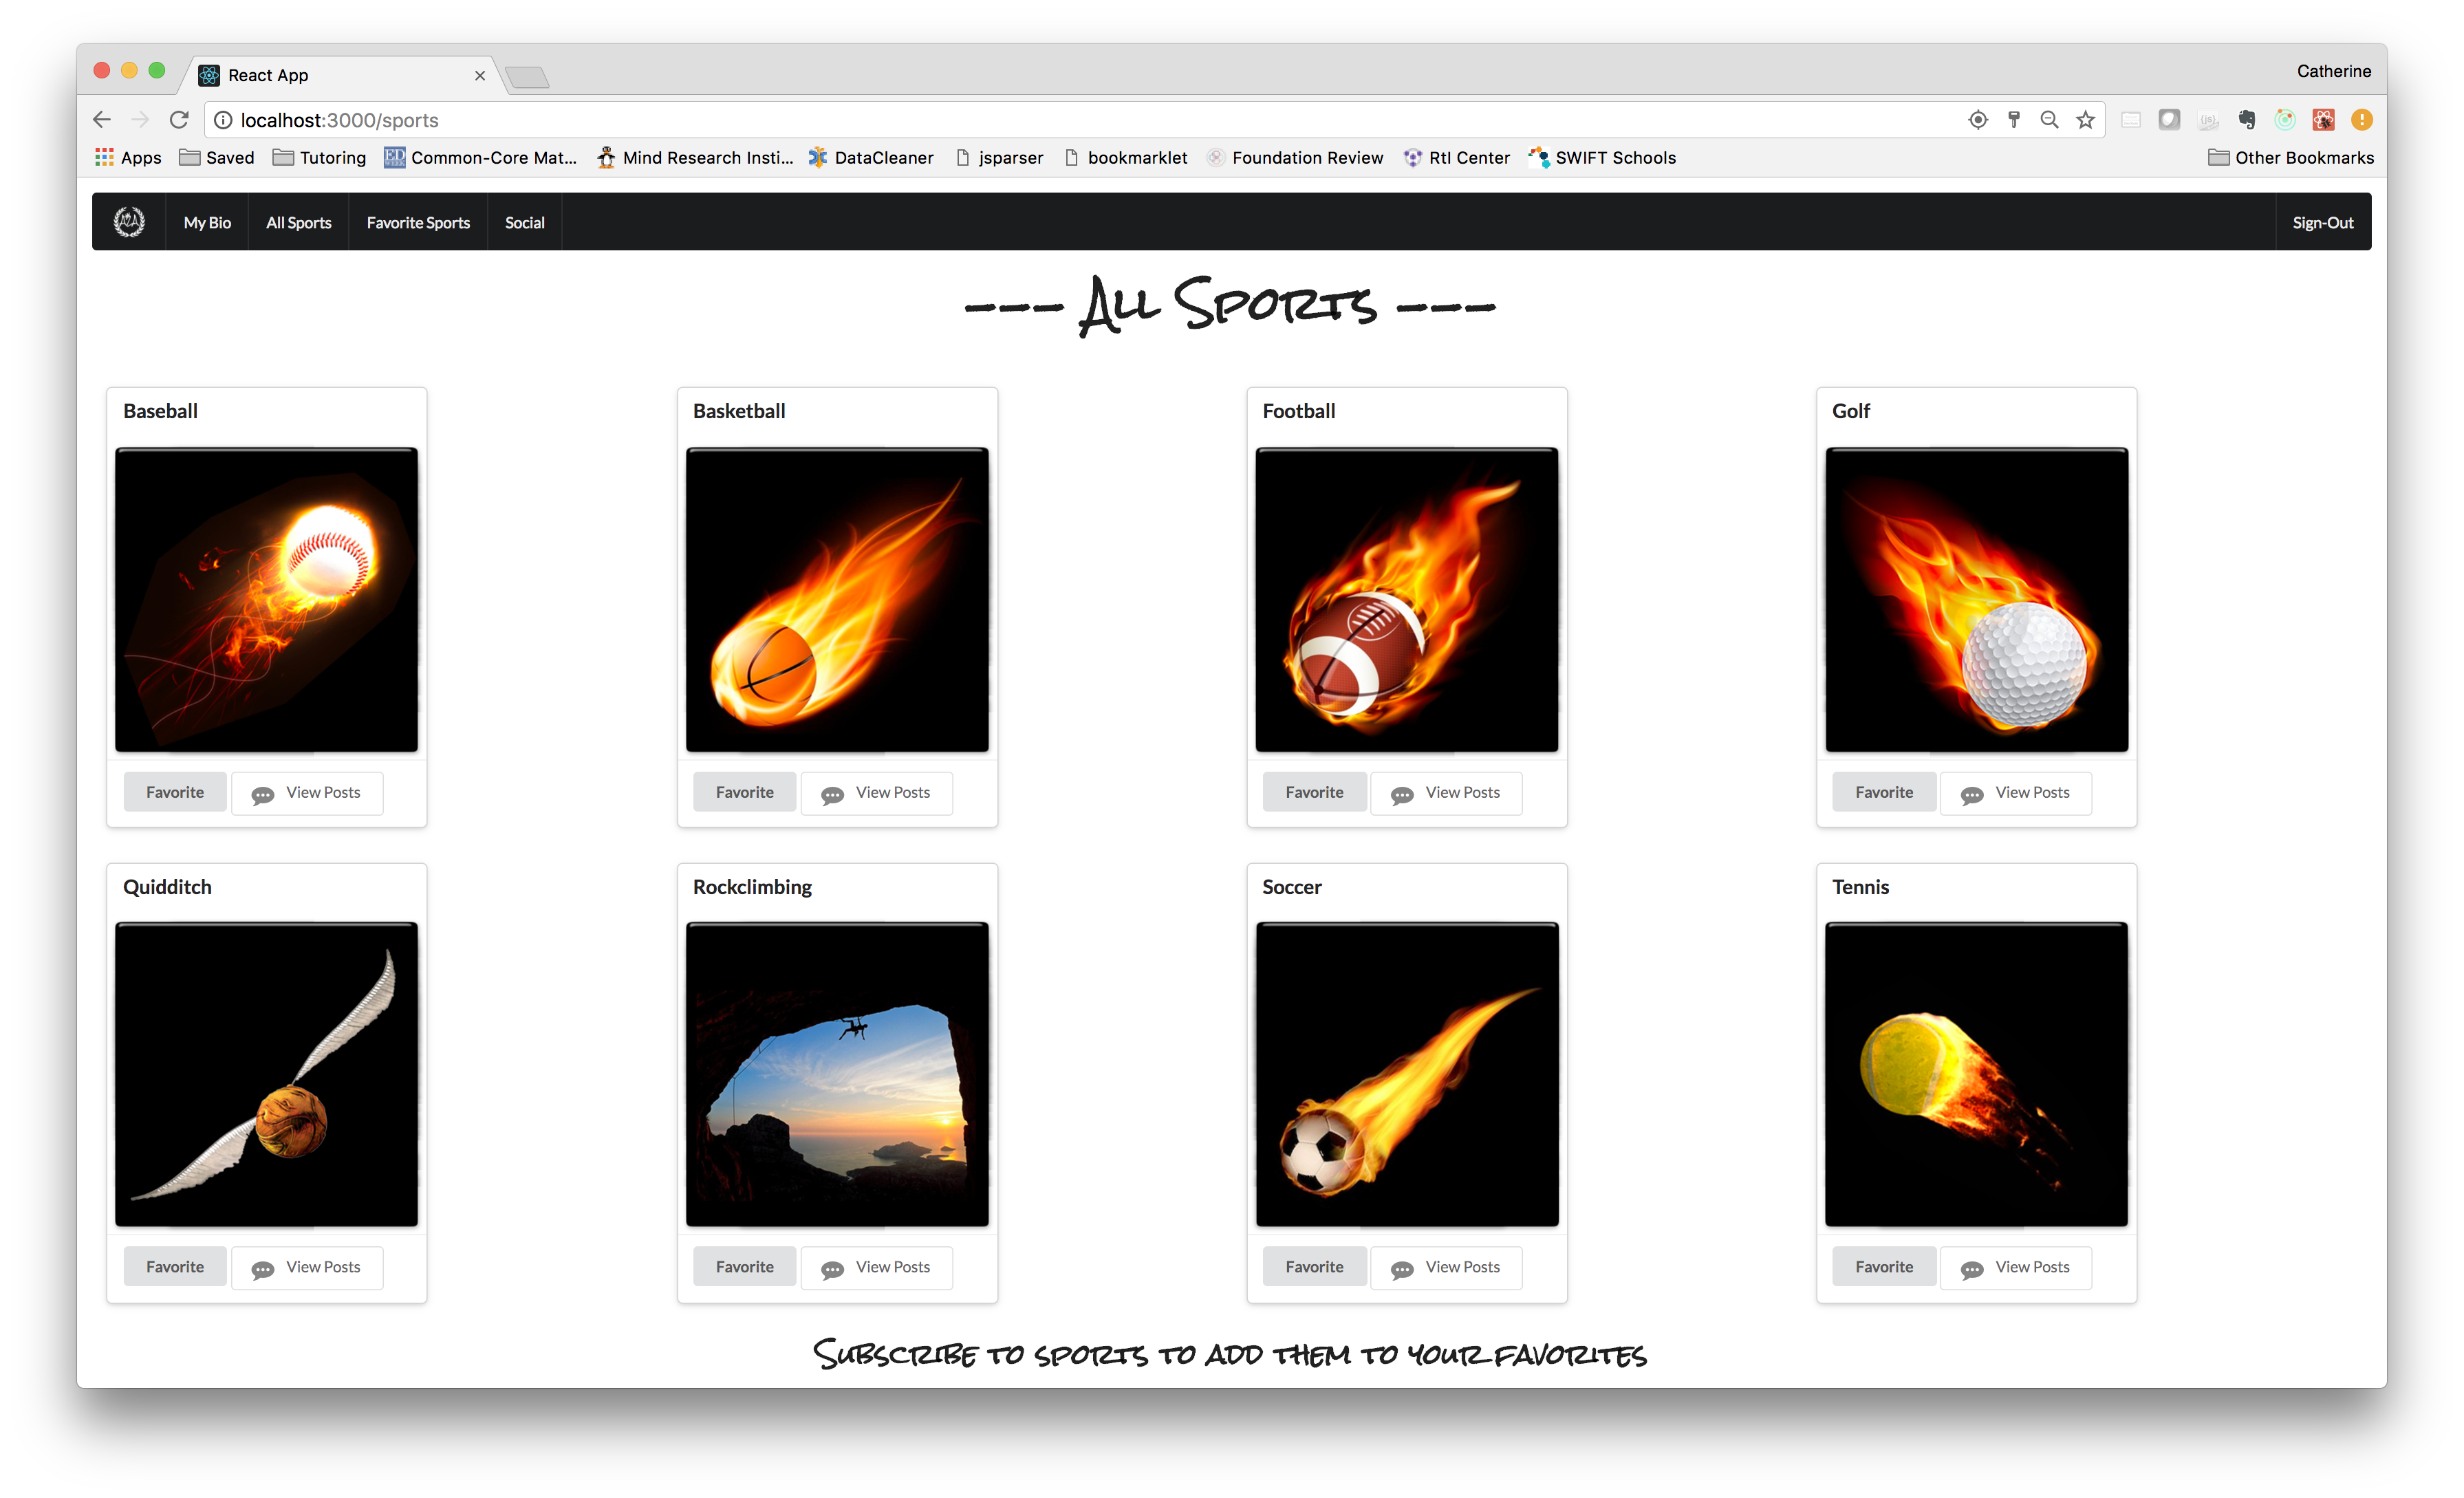 React App
Catherine
localhost:3000/sports
Apps Saved Tutoring Common-Core Mat... Mind Research Insti... DataCleaner jsparser bookmarklet Foundation Review RtI Center SWIFT Schools Other Bookmarks
My Bio All Sports Favorite Sports Social Sign-Out
--- All Sports ---
Baseball Basketball Football Golf
Favorite View Posts Favorite View Posts Favorite View Posts Favorite View Posts
Quidditch Rockclimbing Soccer Tennis
Favorite View Posts Favorite View Posts Favorite View Posts Favorite View Posts
Subscribe to sports to add them to your favorites